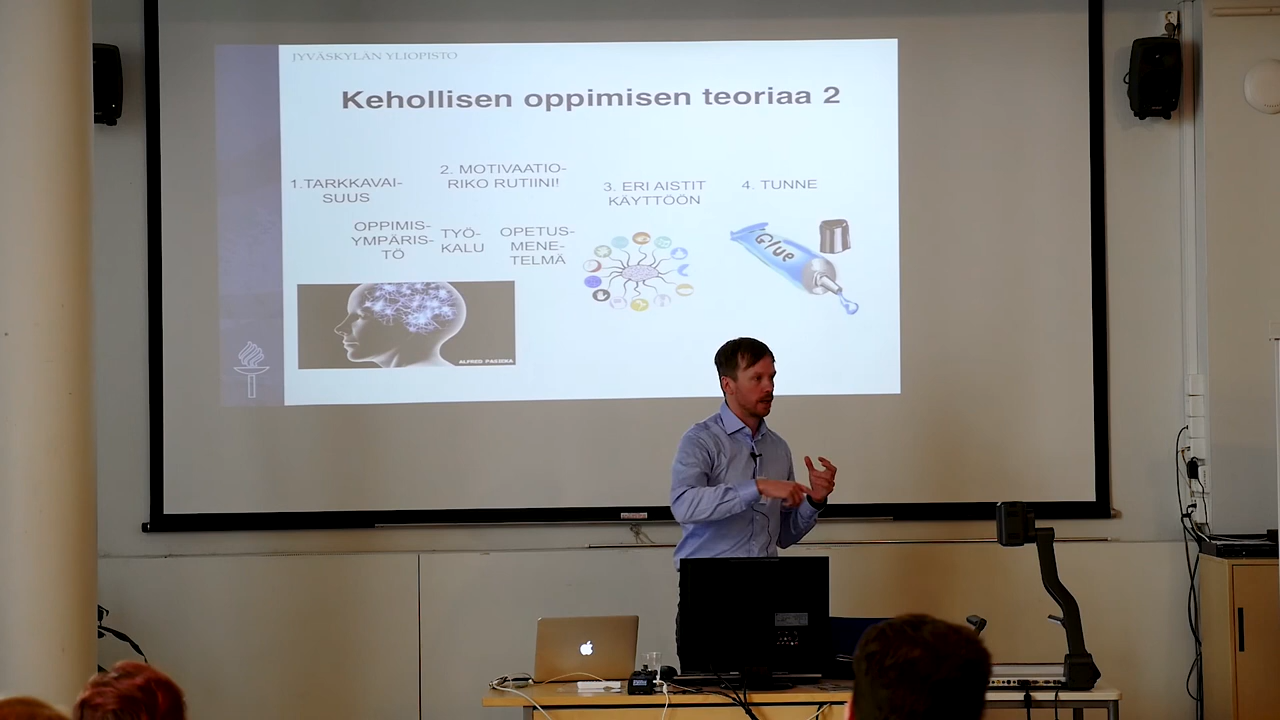 JYVÄSKYLÄN YLIOPISTO
Kehollisen oppimisen teoriaa 2
1.TARKKAVAI-
SUUS
2. MOTIVAATIO-
RIKO RUTIINI!
3. ERI AISTIT
KÄYTTÖÖN
4. TUNNE
OPPIMIS-
YMPÄRIS-
TÖ
TYÖ-
KALU
OPETUS-
MENE-
TELMÄ
Glue
ALFRED PASIEKA